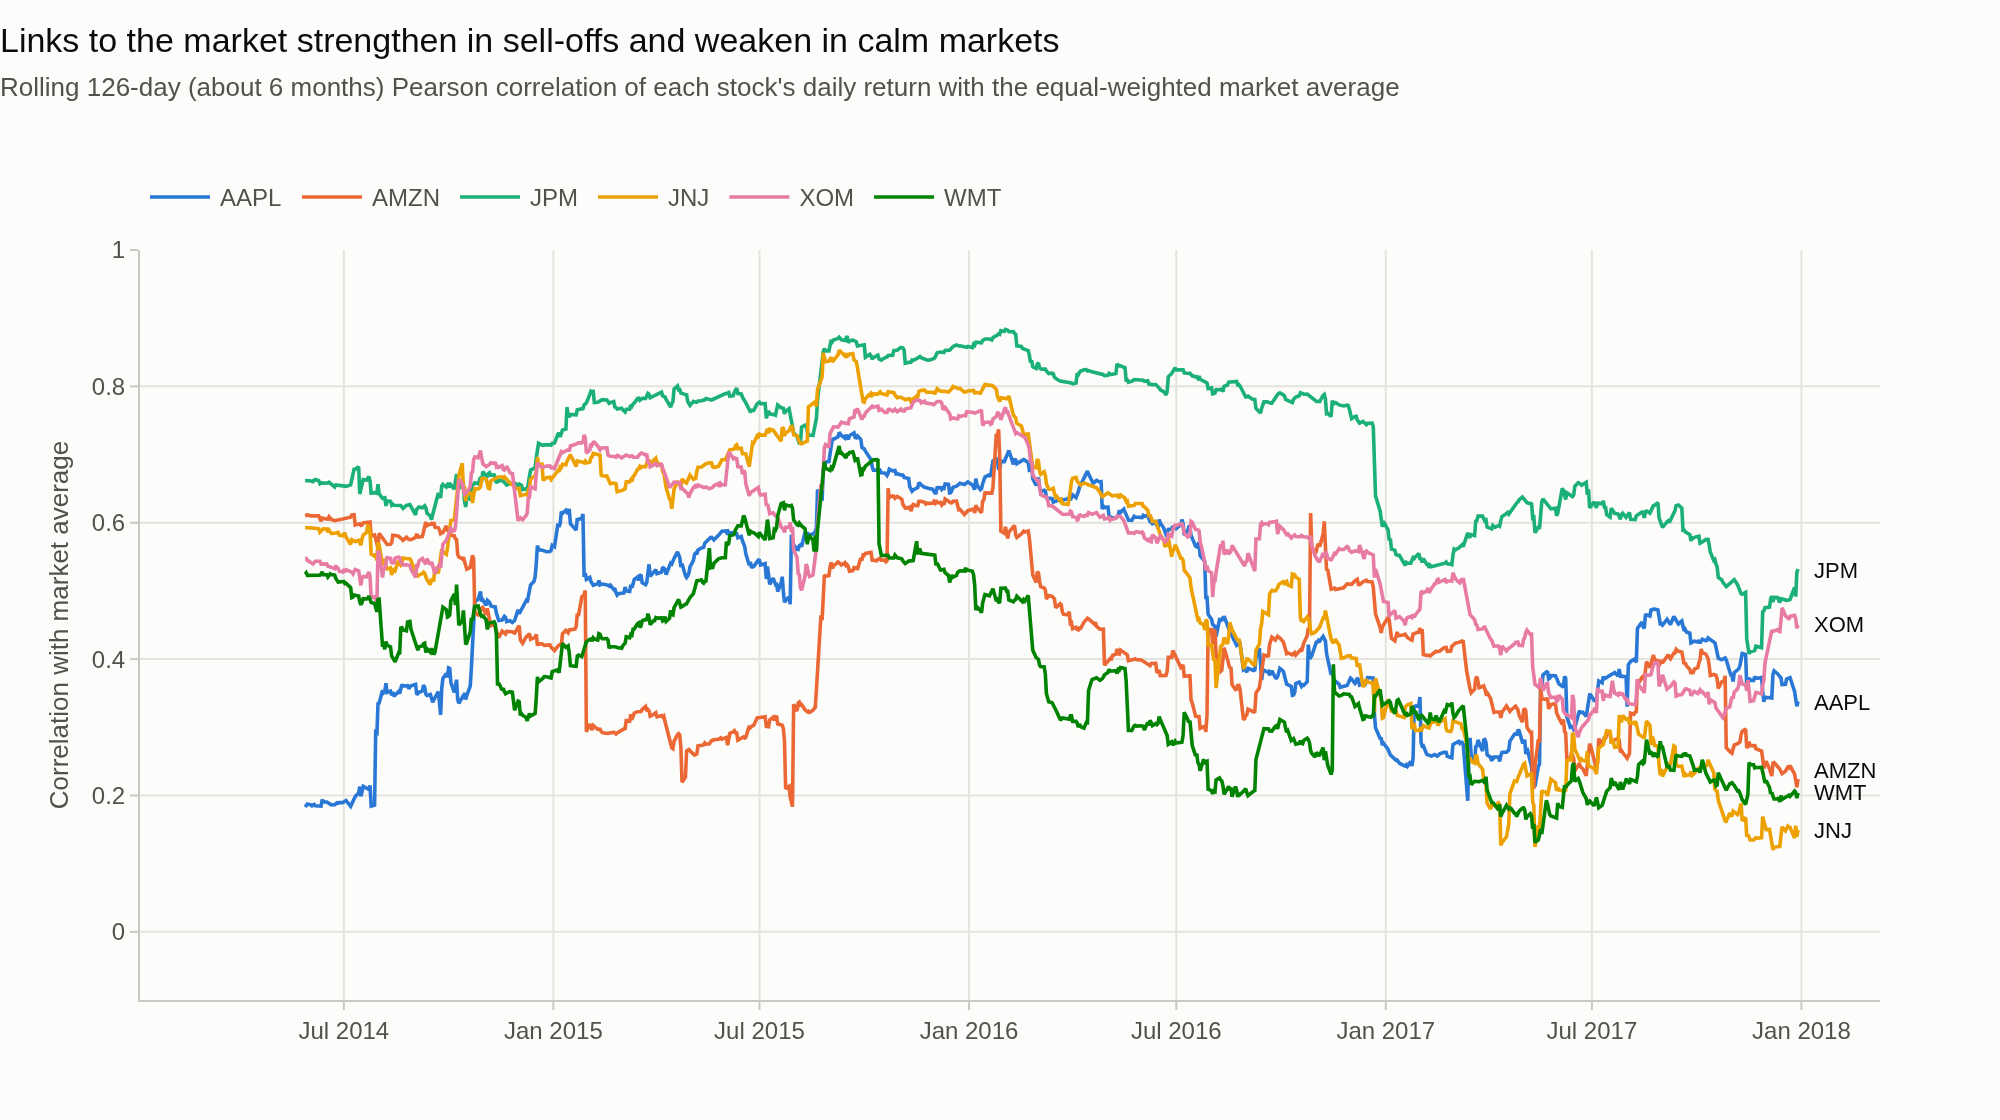 Links to the market strengthen in sell-offs and weaken in calm markets
Rolling 126-day (about 6 months) Pearson correlation of each stock's daily return with the equal-weighted market average
AAPL AMZN JPM JNJ XOM WMT
Correlation with market average
1
0.8
0.6
0.4
0.2
0
JPM
XOM
AAPL
AMZN
WMT
JNJ
Jul 2014 Jan 2015 Jul 2015 Jan 2016 Jul 2016 Jan 2017 Jul 2017 Jan 2018